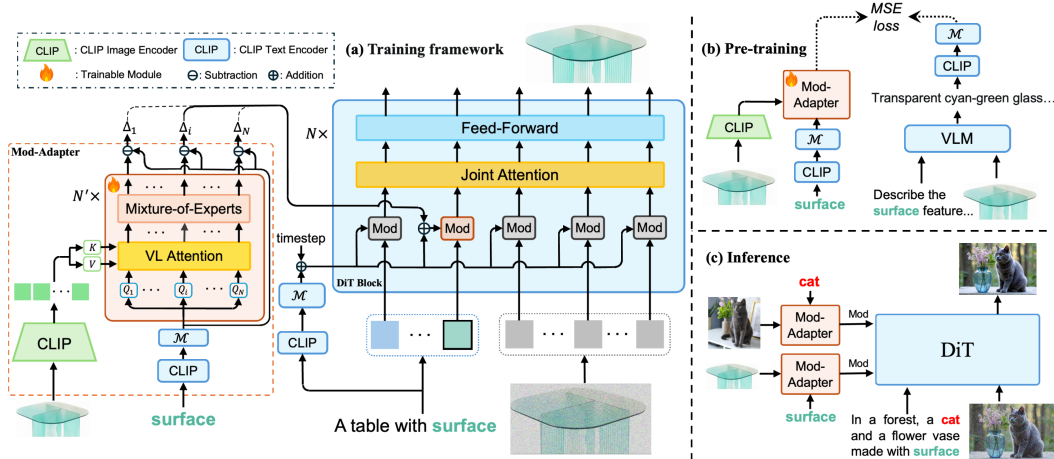 CLIP : CLIP Image Encoder CLIP : CLIP Text Encoder
: Trainable Module ⊖: Subtraction ⊕: Addition
(a) Training framework
Δ₁ Δᵢ Δ_N
Mod-Adapter
N′×
Mixture-of-Experts
VL Attention
K
V
Q₁ ... Qᵢ ... Q_N
CLIP
ℳ
CLIP
surface
N×
Feed-Forward
Joint Attention
Mod Mod Mod Mod Mod
DiT Block
timestep
ℳ
CLIP
A table with surface
(b) Pre-training
MSE
loss
Mod-
Adapter
CLIP
ℳ
CLIP
surface
ℳ
CLIP
Transparent cyan-green glass...
VLM
Describe the
surface feature...
(c) Inference
cat
Mod-
Adapter
Mod
Mod-
Adapter
Mod
surface
DiT
In a forest, a cat
and a flower vase
made with surface